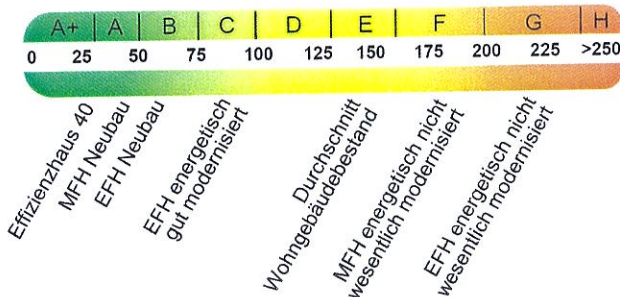 A+ A B C D E F G H
0 25 50 75 100 125 150 175 200 225 >250
Effizienzhaus 40
MFH Neubau
EFH Neubau
EFH energetisch
gut modernisiert
Durchschnitt
Wohngebäudebestand
MFH energetisch nicht
wesentlich modernisiert
EFH energetisch nicht
wesentlich modernisiert